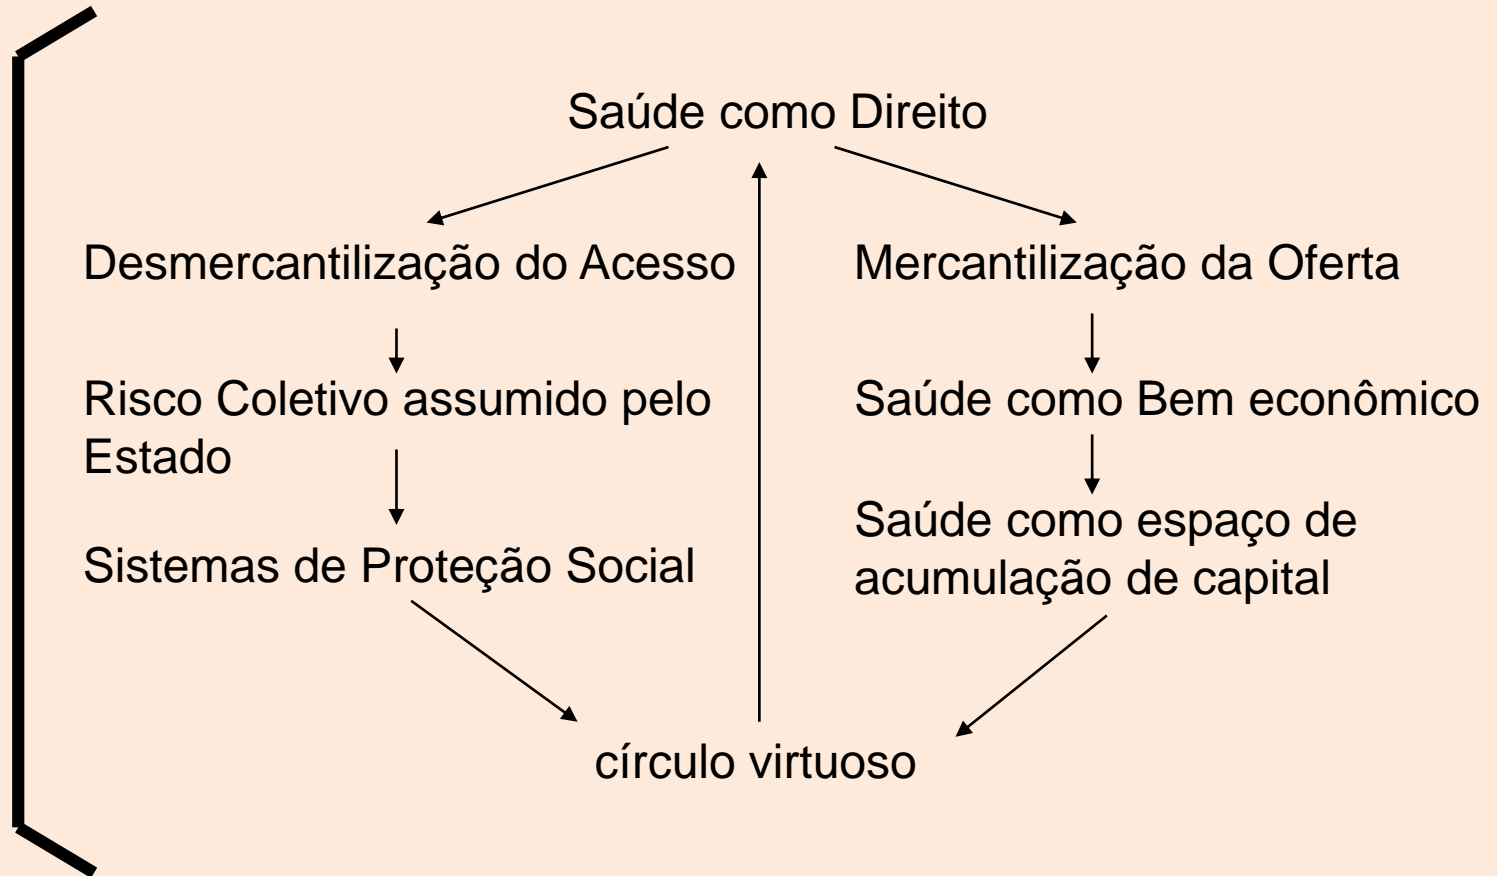 Saúde como Direito
Desmercantilização do Acesso
Risco Coletivo assumido pelo
Estado
Sistemas de Proteção Social
Mercantilização da Oferta
Saúde como Bem econômico
Saúde como espaço de
acumulação de capital
círculo virtuoso